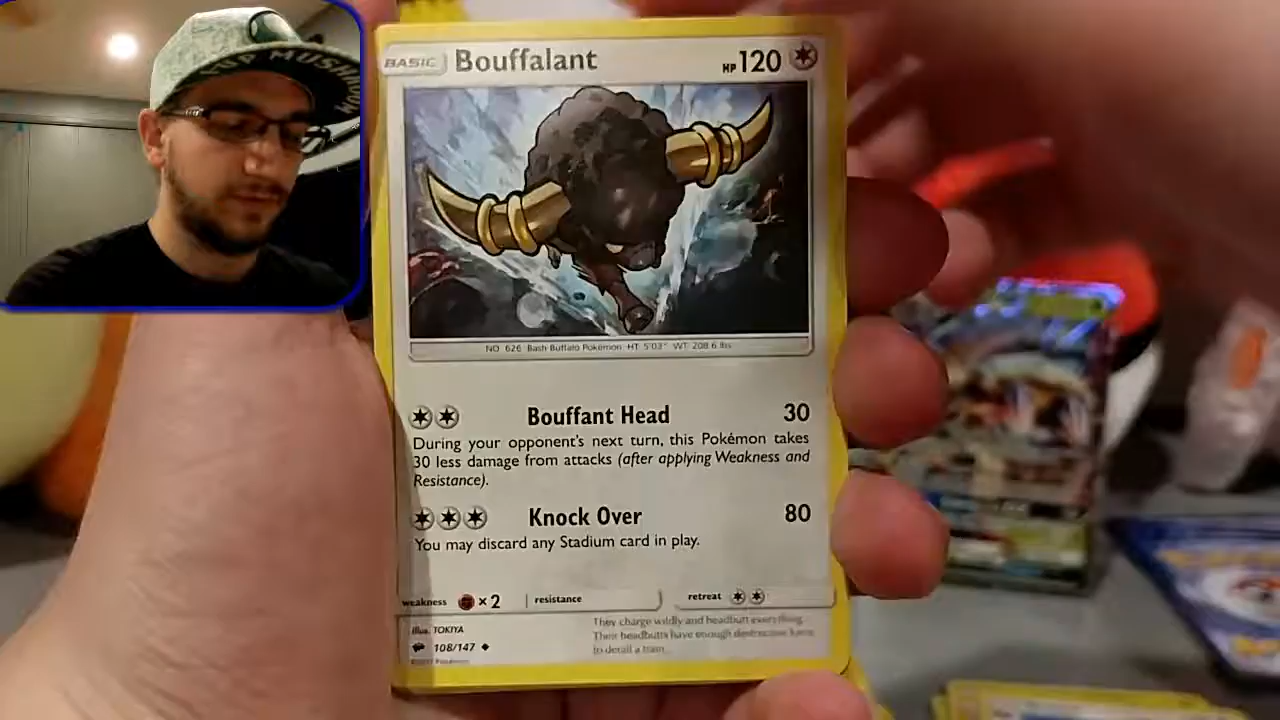 TOP MUSHROOM
BASIC Bouffalant HP 120
NO. 626 Bash Buffalo Pokémon HT: 5'03" WT: 208.6 lbs
Bouffant Head 30
During your opponent's next turn, this Pokémon takes
30 less damage from attacks (after applying Weakness and
Resistance).
Knock Over 80
You may discard any Stadium card in play.
weakness ×2 resistance retreat
Illus. TOKIYA
108/147
©2017 Pokémon
They charge wildly and headbutt everything.
Their headbutts have enough destructive force
to derail a train.